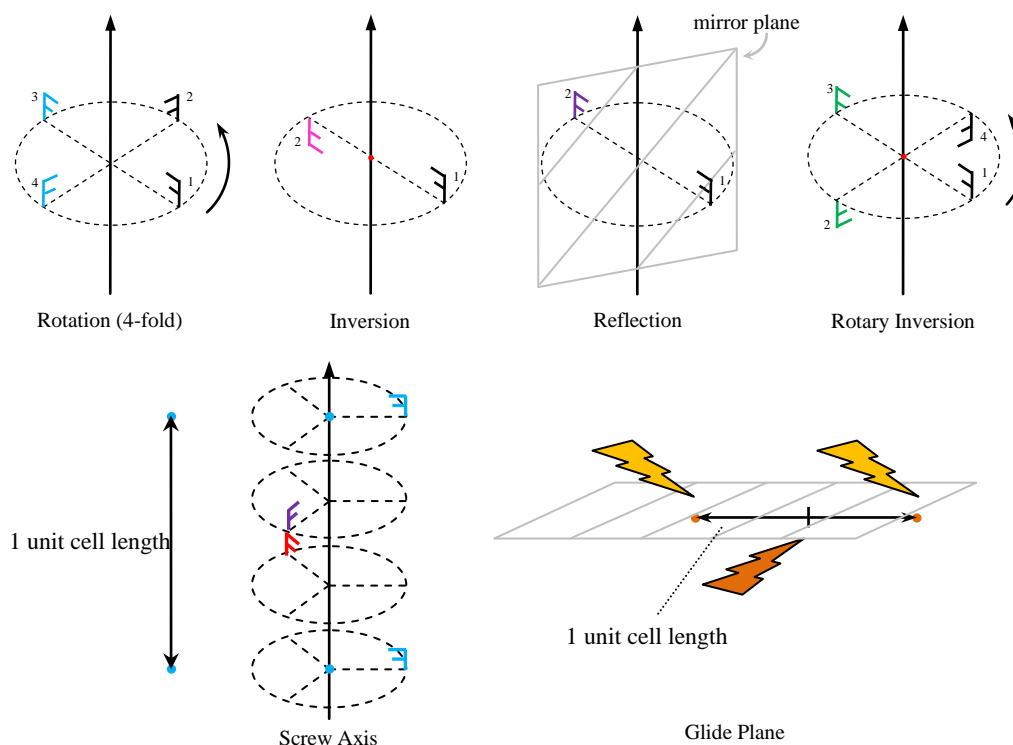 mirror plane
3
2
4
1
2
1
2
1
3
4
1
2
Rotation (4-fold)
Inversion
Reflection
Rotary Inversion
1 unit cell length
1 unit cell length
Screw Axis
Glide Plane